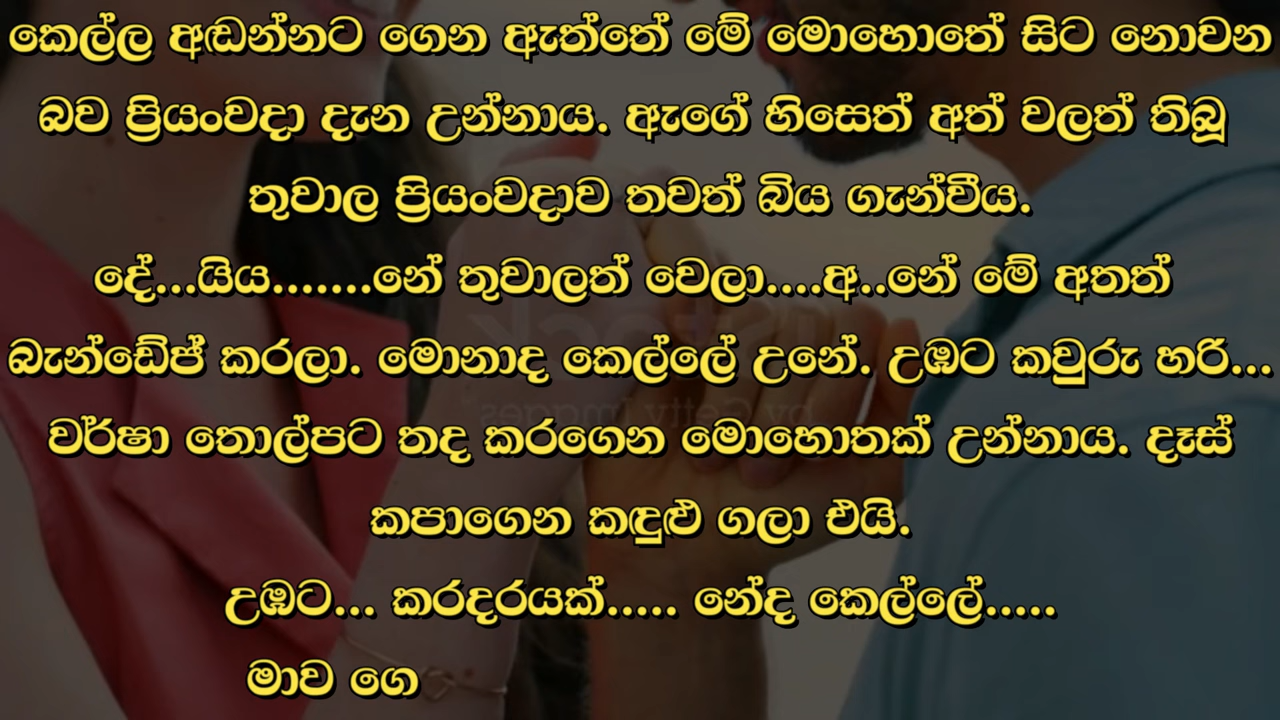 කෙල්ල අඬන්නට ගෙන ඇත්තේ මේ මොහොතේ සිට නොවන
බව ප්‍රියංවදා දැන උන්නාය. ඇගේ හිසෙත් අත් වලත් තිබූ
තුවාල ප්‍රියංවදාව තවත් බිය ගැන්වීය.
දේ...යිය.......නේ තුවාලත් වෙලා....අ..නේ මේ අතත්
බැන්ඩේප් කරලා. මොනාද කෙල්ලේ උනේ. උඹට කවුරු හරි...
වර්ෂා තොල්පට තද කරගෙන මොහොතක් උන්නාය. දෑස්
කපාගෙන කඳුළු ගලා එයි.
උඹට... කරදරයක්..... නේද කෙල්ලේ.....
මාව ගෙ